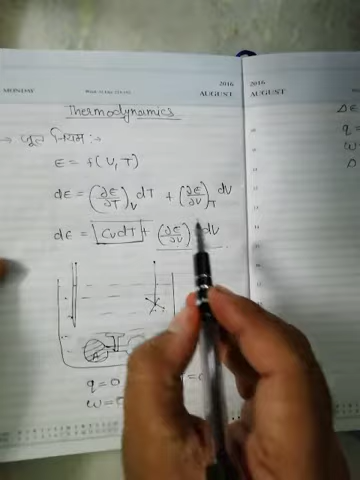 2016
2016
MONDAY
AUGUST
AUGUST
Thermodynamics
→ जूल नियम :→
E = f(V, T)
dE = (∂E/∂T)V dT + (∂E/∂V)T dV
dE = CvdT + (∂E/∂V) dV
A
q = 0
w = 0
ΔE
q =
w =